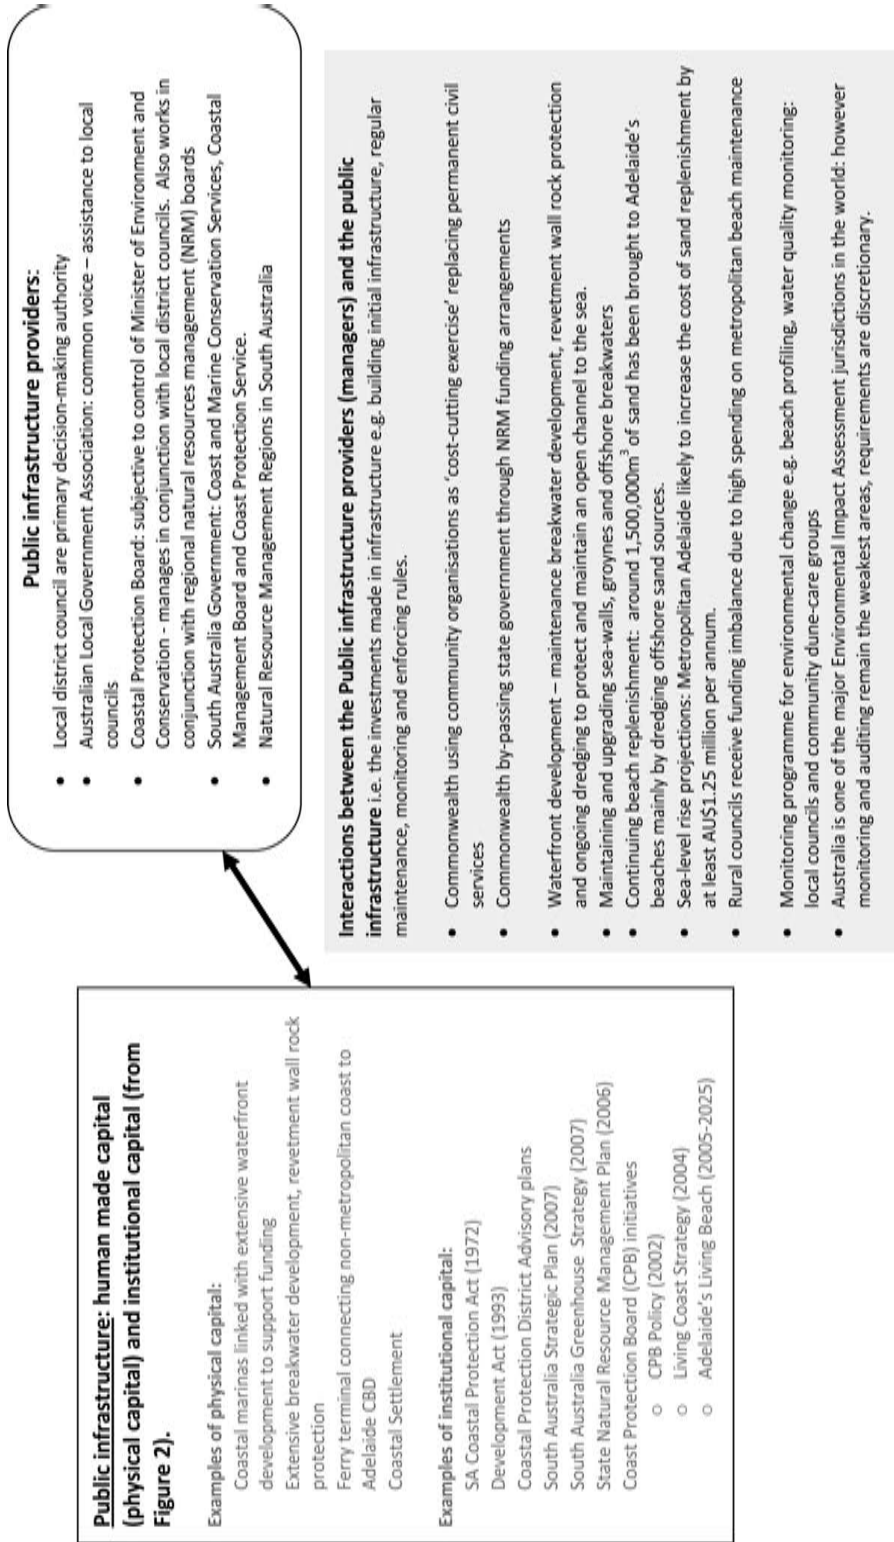 Public infrastructure: human made capital
(physical capital) and institutional capital (from
Figure 2).
Examples of physical capital:
Coastal marinas linked with extensive waterfront
development to support funding
Extensive breakwater development, revetment wall rock
protection
Ferry terminal connecting non-metropolitan coast to
Adelaide CBD
Coastal Settlement
Examples of institutional capital:
SA Coastal Protection Act (1972)
Development Act (1993)
Coastal Protection District Advisory plans
South Australia Strategic Plan (2007)
South Australia Greenhouse Strategy (2007)
State Natural Resource Management Plan (2006)
Coast Protection Board (CPB) initiatives
○ CPB Policy (2002)
○ Living Coast Strategy (2004)
○ Adelaide's Living Beach (2005-2025)
Public infrastructure providers:
• Local district council are primary decision-making authority
• Australian Local Government Association: common voice – assistance to local
councils
• Coastal Protection Board: subjective to control of Minister of Environment and
Conservation - manages in conjunction with local district councils. Also works in
conjunction with regional natural resources management (NRM) boards
• South Australia Government: Coast and Marine Conservation Services, Coastal
Management Board and Coast Protection Service.
• Natural Resource Management Regions in South Australia
Interactions between the Public infrastructure providers (managers) and the public
infrastructure i.e. the investments made in infrastructure e.g. building initial infrastructure, regular
maintenance, monitoring and enforcing rules.
• Commonwealth using community organisations as 'cost-cutting exercise' replacing permanent civil
services
• Commonwealth by-passing state government through NRM funding arrangements
• Waterfront development – maintenance breakwater development, revetment wall rock protection
and ongoing dredging to protect and maintain an open channel to the sea.
• Maintaining and upgrading sea-walls, groynes and offshore breakwaters
• Continuing beach replenishment: around 1,500,000m³ of sand has been brought to Adelaide's
beaches mainly by dredging offshore sand sources.
• Sea-level rise projections: Metropolitan Adelaide likely to increase the cost of sand replenishment by
at least AU$1.25 million per annum.
• Rural councils receive funding imbalance due to high spending on metropolitan beach maintenance
• Monitoring programme for environmental change e.g. beach profiling, water quality monitoring:
local councils and community dune-care groups
• Australia is one of the major Environmental Impact Assessment jurisdictions in the world: however
monitoring and auditing remain the weakest areas, requirements are discretionary.